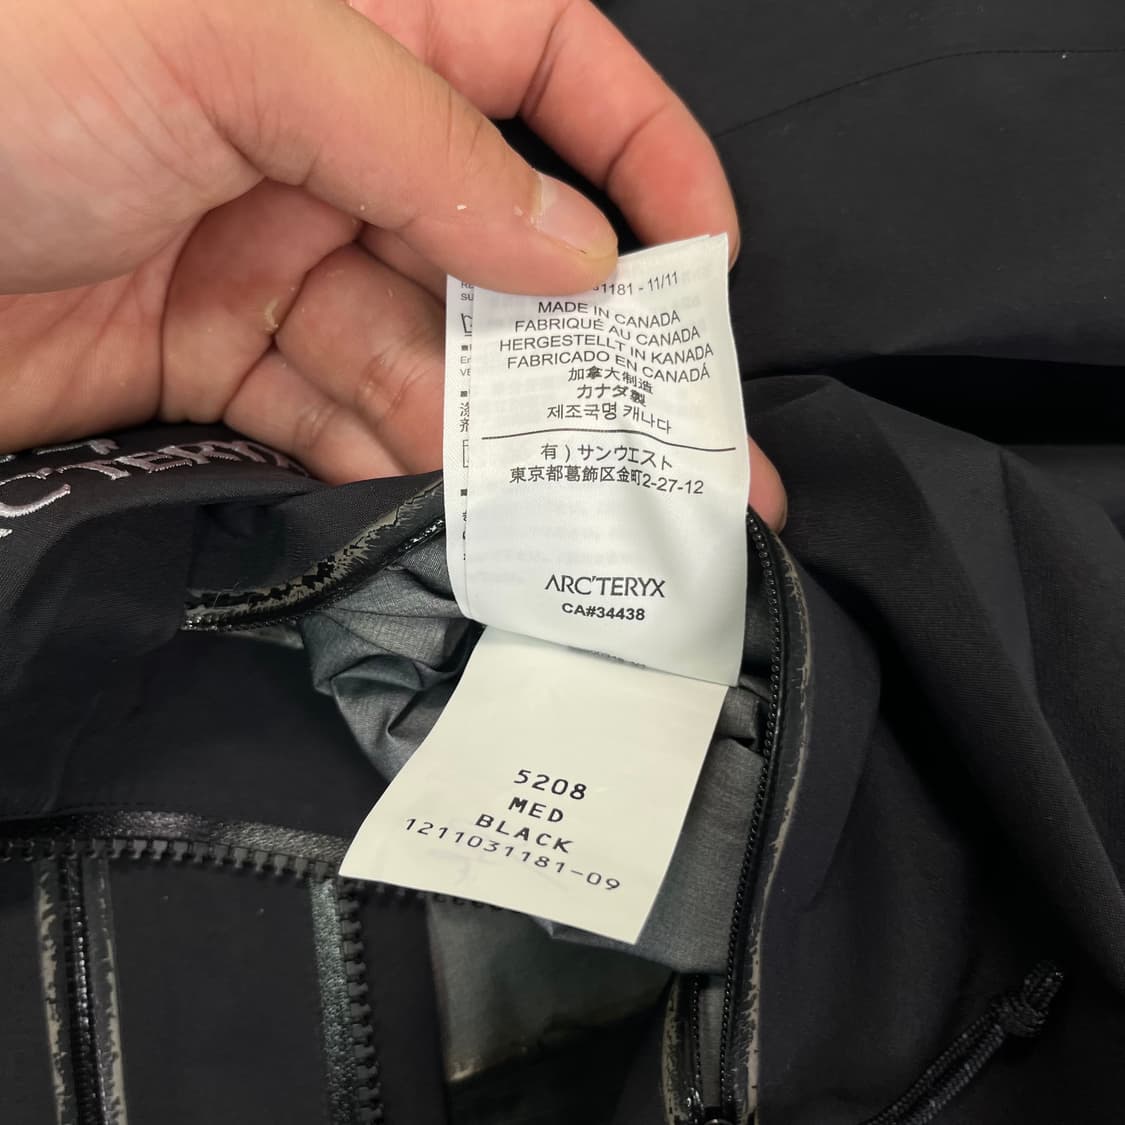 1181 - 11/11
MADE IN CANADA
FABRIQUÉ AU CANADA
HERGESTELLT IN KANADA
FABRICADO EN CANADÁ
加拿大制造
カナダ製
제조국명 캐나다
有）サンウエスト
東京都葛飾区金町2-27-12
ARC'TERYX
CA#34438
5208
MED
BLACK
1211031181-09
C'TERYX